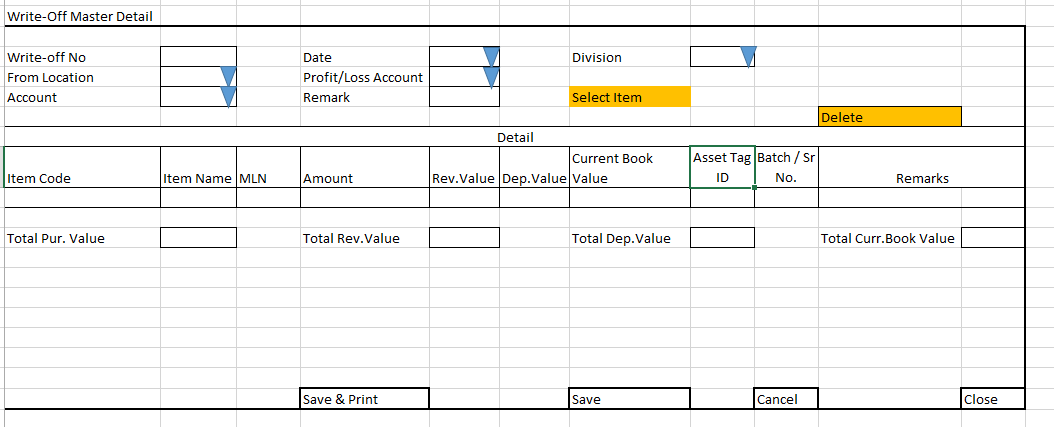 Write-Off Master Detail
Write-off No Date Division
From Location Profit/Loss Account
Account Remark Select Item
Delete
Detail
Item Code Item Name MLN Amount Rev.Value Dep.Value Current Book Value Asset Tag ID Batch / Sr No. Remarks
Total Pur. Value Total Rev.Value Total Dep.Value Total Curr.Book Value
Save & Print Save Cancel Close